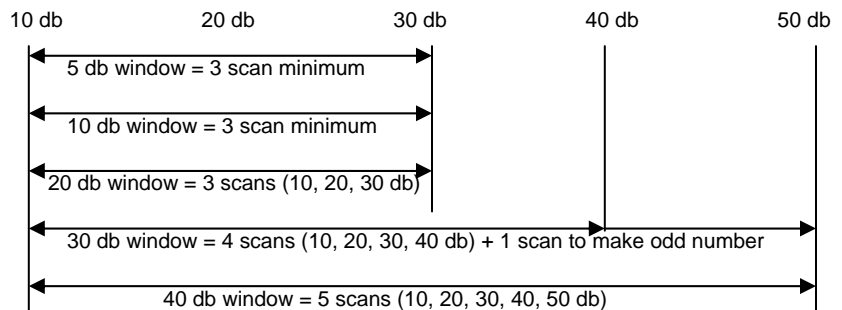 10 db 20 db 30 db 40 db 50 db
5 db window = 3 scan minimum
10 db window = 3 scan minimum
20 db window = 3 scans (10, 20, 30 db)
30 db window = 4 scans (10, 20, 30, 40 db) + 1 scan to make odd number
40 db window = 5 scans (10, 20, 30, 40, 50 db)